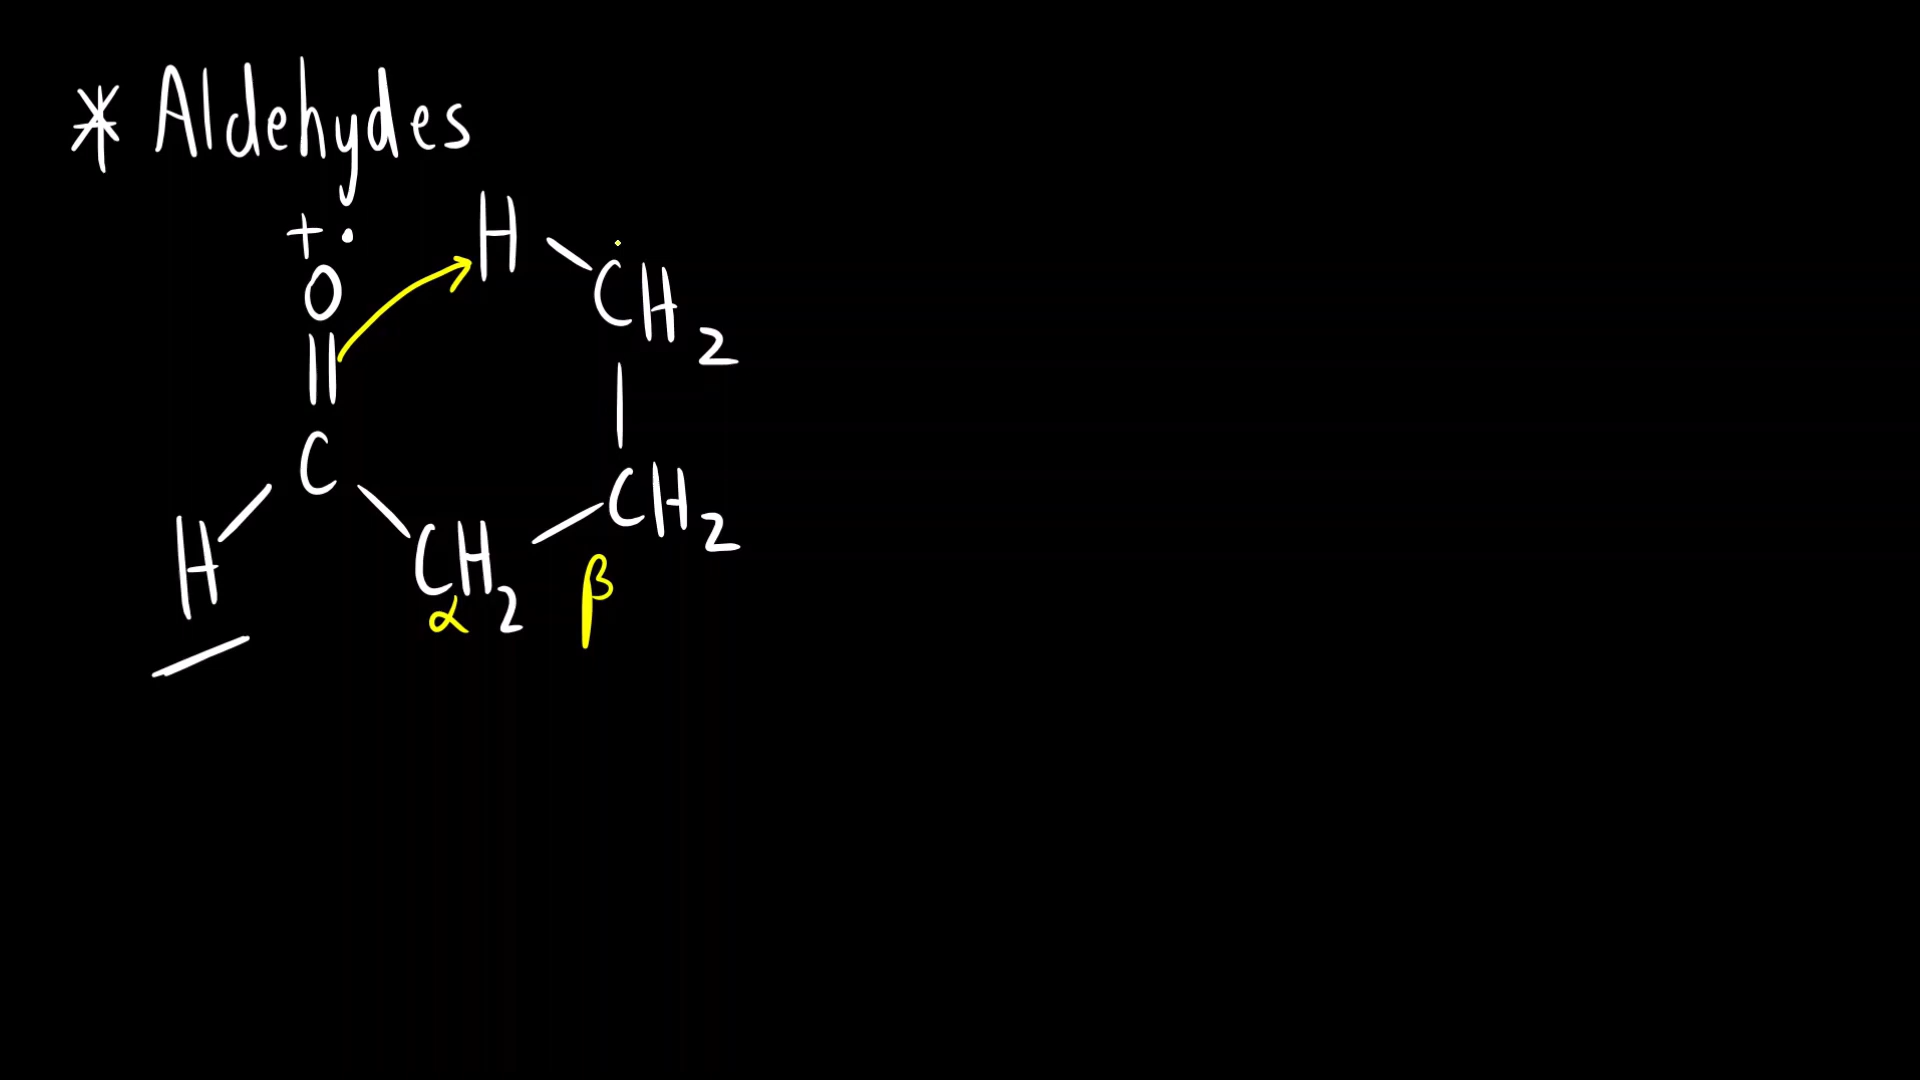 * Aldehydes
+• H
O CH2
C CH2
H CH2
α β